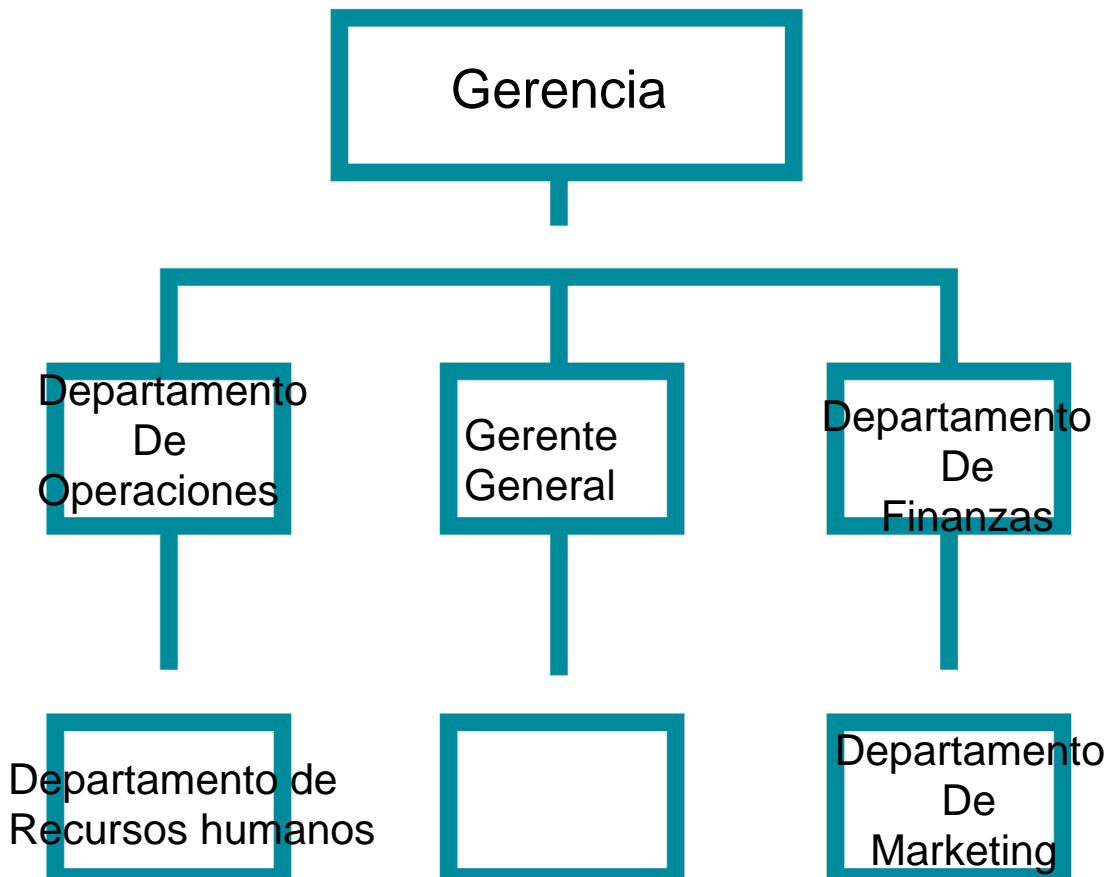 Gerencia
Departamento
De
Operaciones
Gerente
General
Departamento
De
Finanzas
Departamento de
Recursos humanos
Departamento
De
Marketing